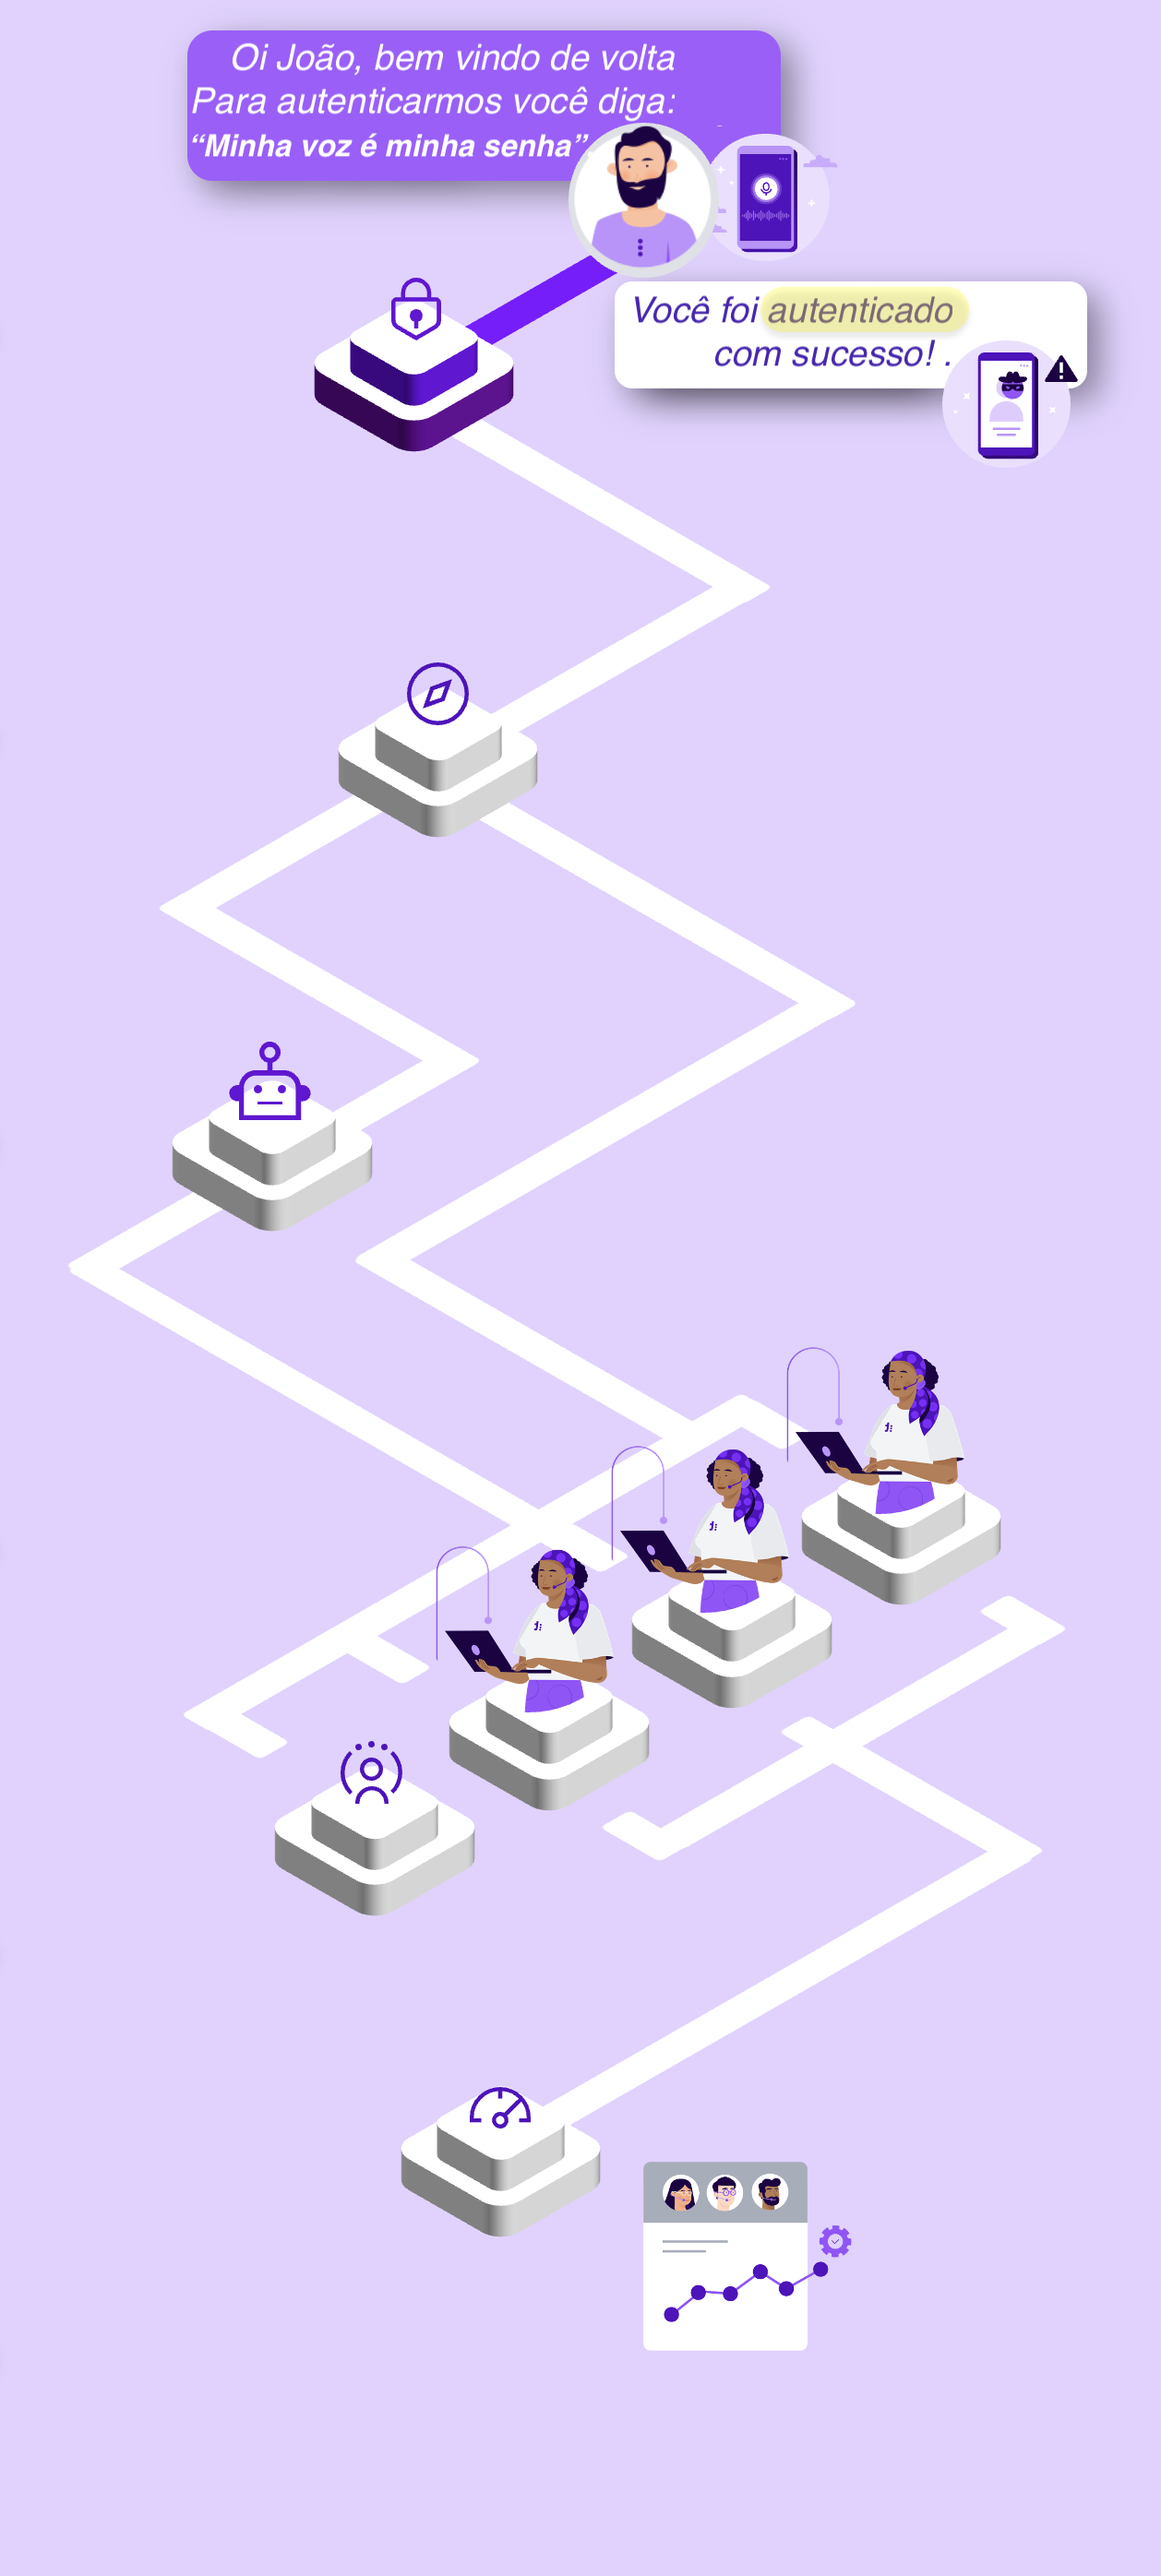 Oi João, bem vindo de volta
Para autenticarmos você diga:
“Minha voz é minha senha”.
Você foi autenticado
com sucesso! .